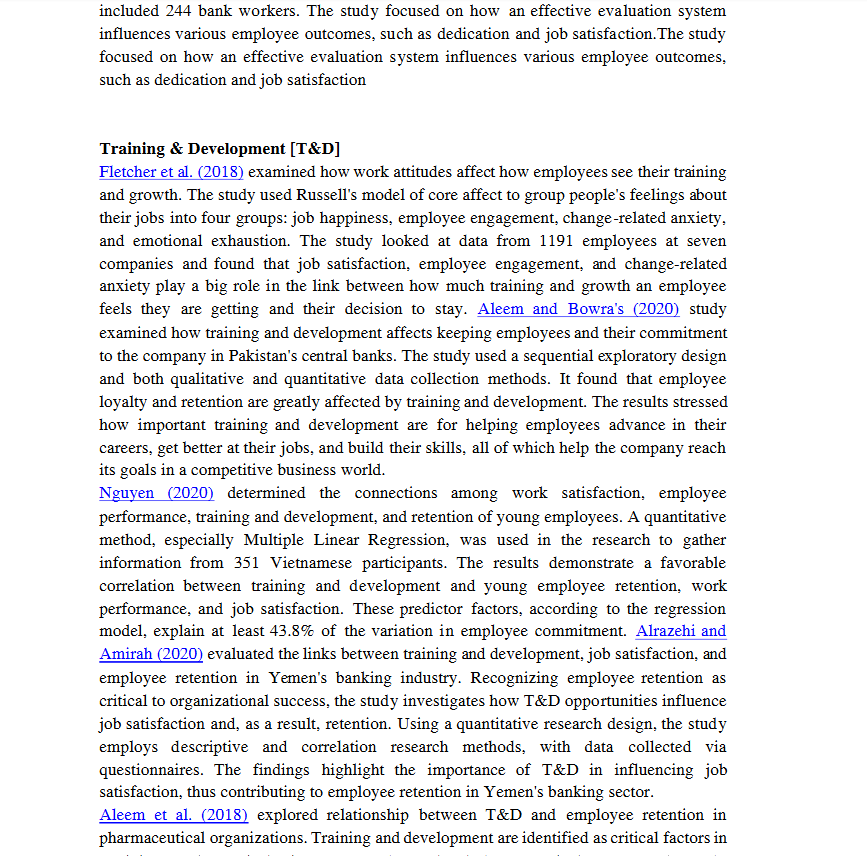 included 244 bank workers. The study focused on how an effective evaluation system
influences various employee outcomes, such as dedication and job satisfaction.The study
focused on how an effective evaluation system influences various employee outcomes,
such as dedication and job satisfaction
Training & Development [T&D]
Fletcher et al. (2018) examined how work attitudes affect how employees see their training
and growth. The study used Russell's model of core affect to group people's feelings about
their jobs into four groups: job happiness, employee engagement, change-related anxiety,
and emotional exhaustion. The study looked at data from 1191 employees at seven
companies and found that job satisfaction, employee engagement, and change-related
anxiety play a big role in the link between how much training and growth an employee
feels they are getting and their decision to stay. Aleem and Bowra's (2020) study
examined how training and development affects keeping employees and their commitment
to the company in Pakistan's central banks. The study used a sequential exploratory design
and both qualitative and quantitative data collection methods. It found that employee
loyalty and retention are greatly affected by training and development. The results stressed
how important training and development are for helping employees advance in their
careers, get better at their jobs, and build their skills, all of which help the company reach
its goals in a competitive business world.
Nguyen (2020) determined the connections among work satisfaction, employee
performance, training and development, and retention of young employees. A quantitative
method, especially Multiple Linear Regression, was used in the research to gather
information from 351 Vietnamese participants. The results demonstrate a favorable
correlation between training and development and young employee retention, work
performance, and job satisfaction. These predictor factors, according to the regression
model, explain at least 43.8% of the variation in employee commitment. Alrazehi and
Amirah (2020) evaluated the links between training and development, job satisfaction, and
employee retention in Yemen's banking industry. Recognizing employee retention as
critical to organizational success, the study investigates how T&D opportunities influence
job satisfaction and, as a result, retention. Using a quantitative research design, the study
employs descriptive and correlation research methods, with data collected via
questionnaires. The findings highlight the importance of T&D in influencing job
satisfaction, thus contributing to employee retention in Yemen's banking sector.
Aleem et al. (2018) explored relationship between T&D and employee retention in
pharmaceutical organizations. Training and development are identified as critical factors in